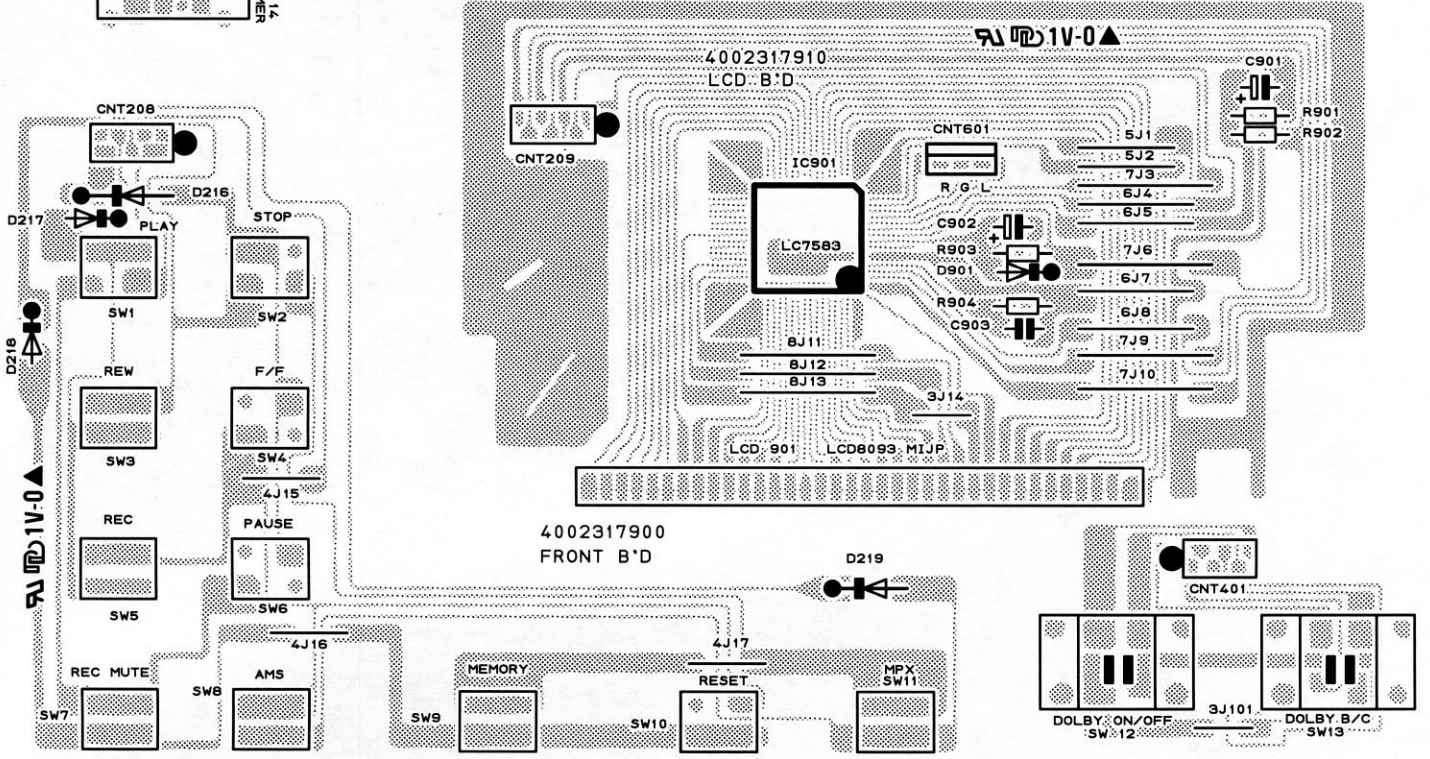 14
MER
1V-0
4002317910
LCD B'D
C901
R901
R902
CNT208
CNT209
CNT601
R G L
IC901
LC7583
5J1
5J2
7J3
6J4
6J5
7J6
6J7
6J8
7J9
7J10
D216
D217
PLAY
STOP
C902
R903
D901
R904
C903
SW1
SW2
D218
8J11
8J12
8J13
3J14
REW
F/F
SW3
SW4
LCD 901
LCD8093 MIJP
4J15
1V-0
REC
PAUSE
4002317900
FRONT B'D
D219
CNT401
SW5
SW6
4J16
4J17
REC MUTE
SW8
AMS
MEMORY
RESET
MPX
SW11
SW7
SW9
SW10
3J101
DOLBY ON/OFF
SW 12
DOLBY B/C
SW13